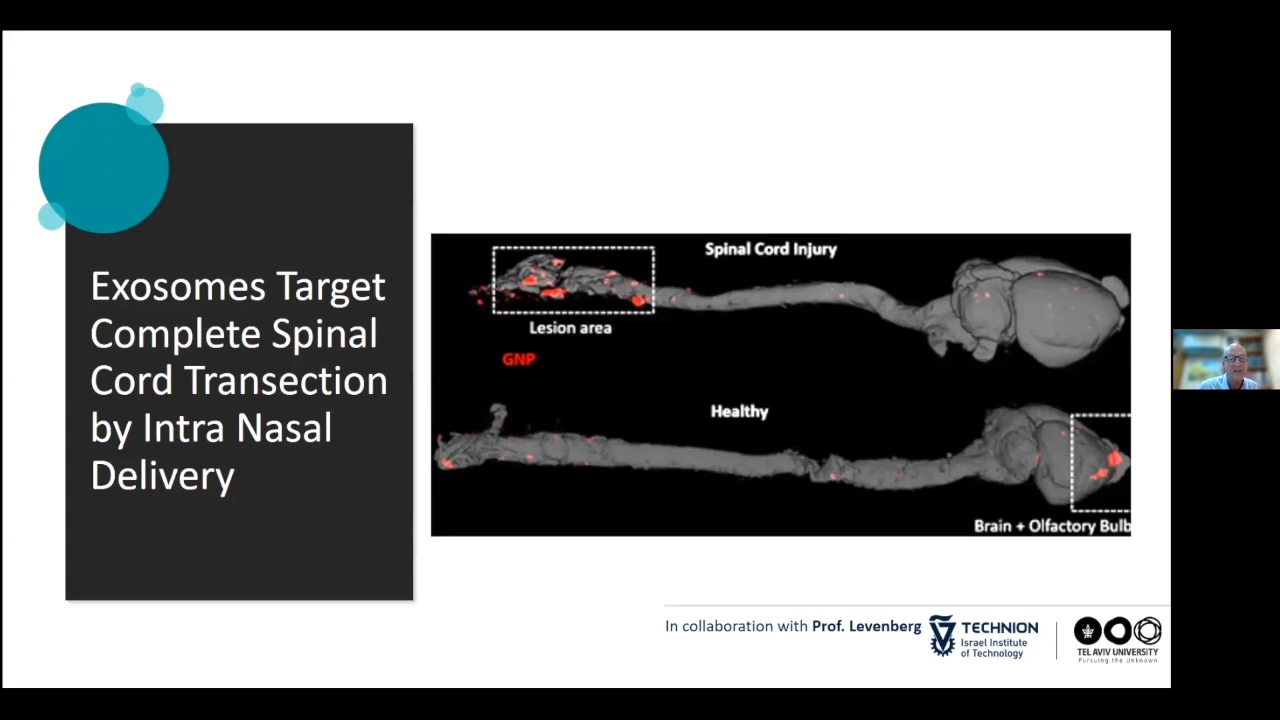 Exosomes Target
Complete Spinal
Cord Transection
by Intra Nasal
Delivery
Spinal Cord Injury
Lesion area
GNP
Healthy
Brain + Olfactory Bulb
In collaboration with Prof. Levenberg
TECHNION
Israel Institute
of Technology
TEL AVIV UNIVERSITY
Pursuing the Unknown